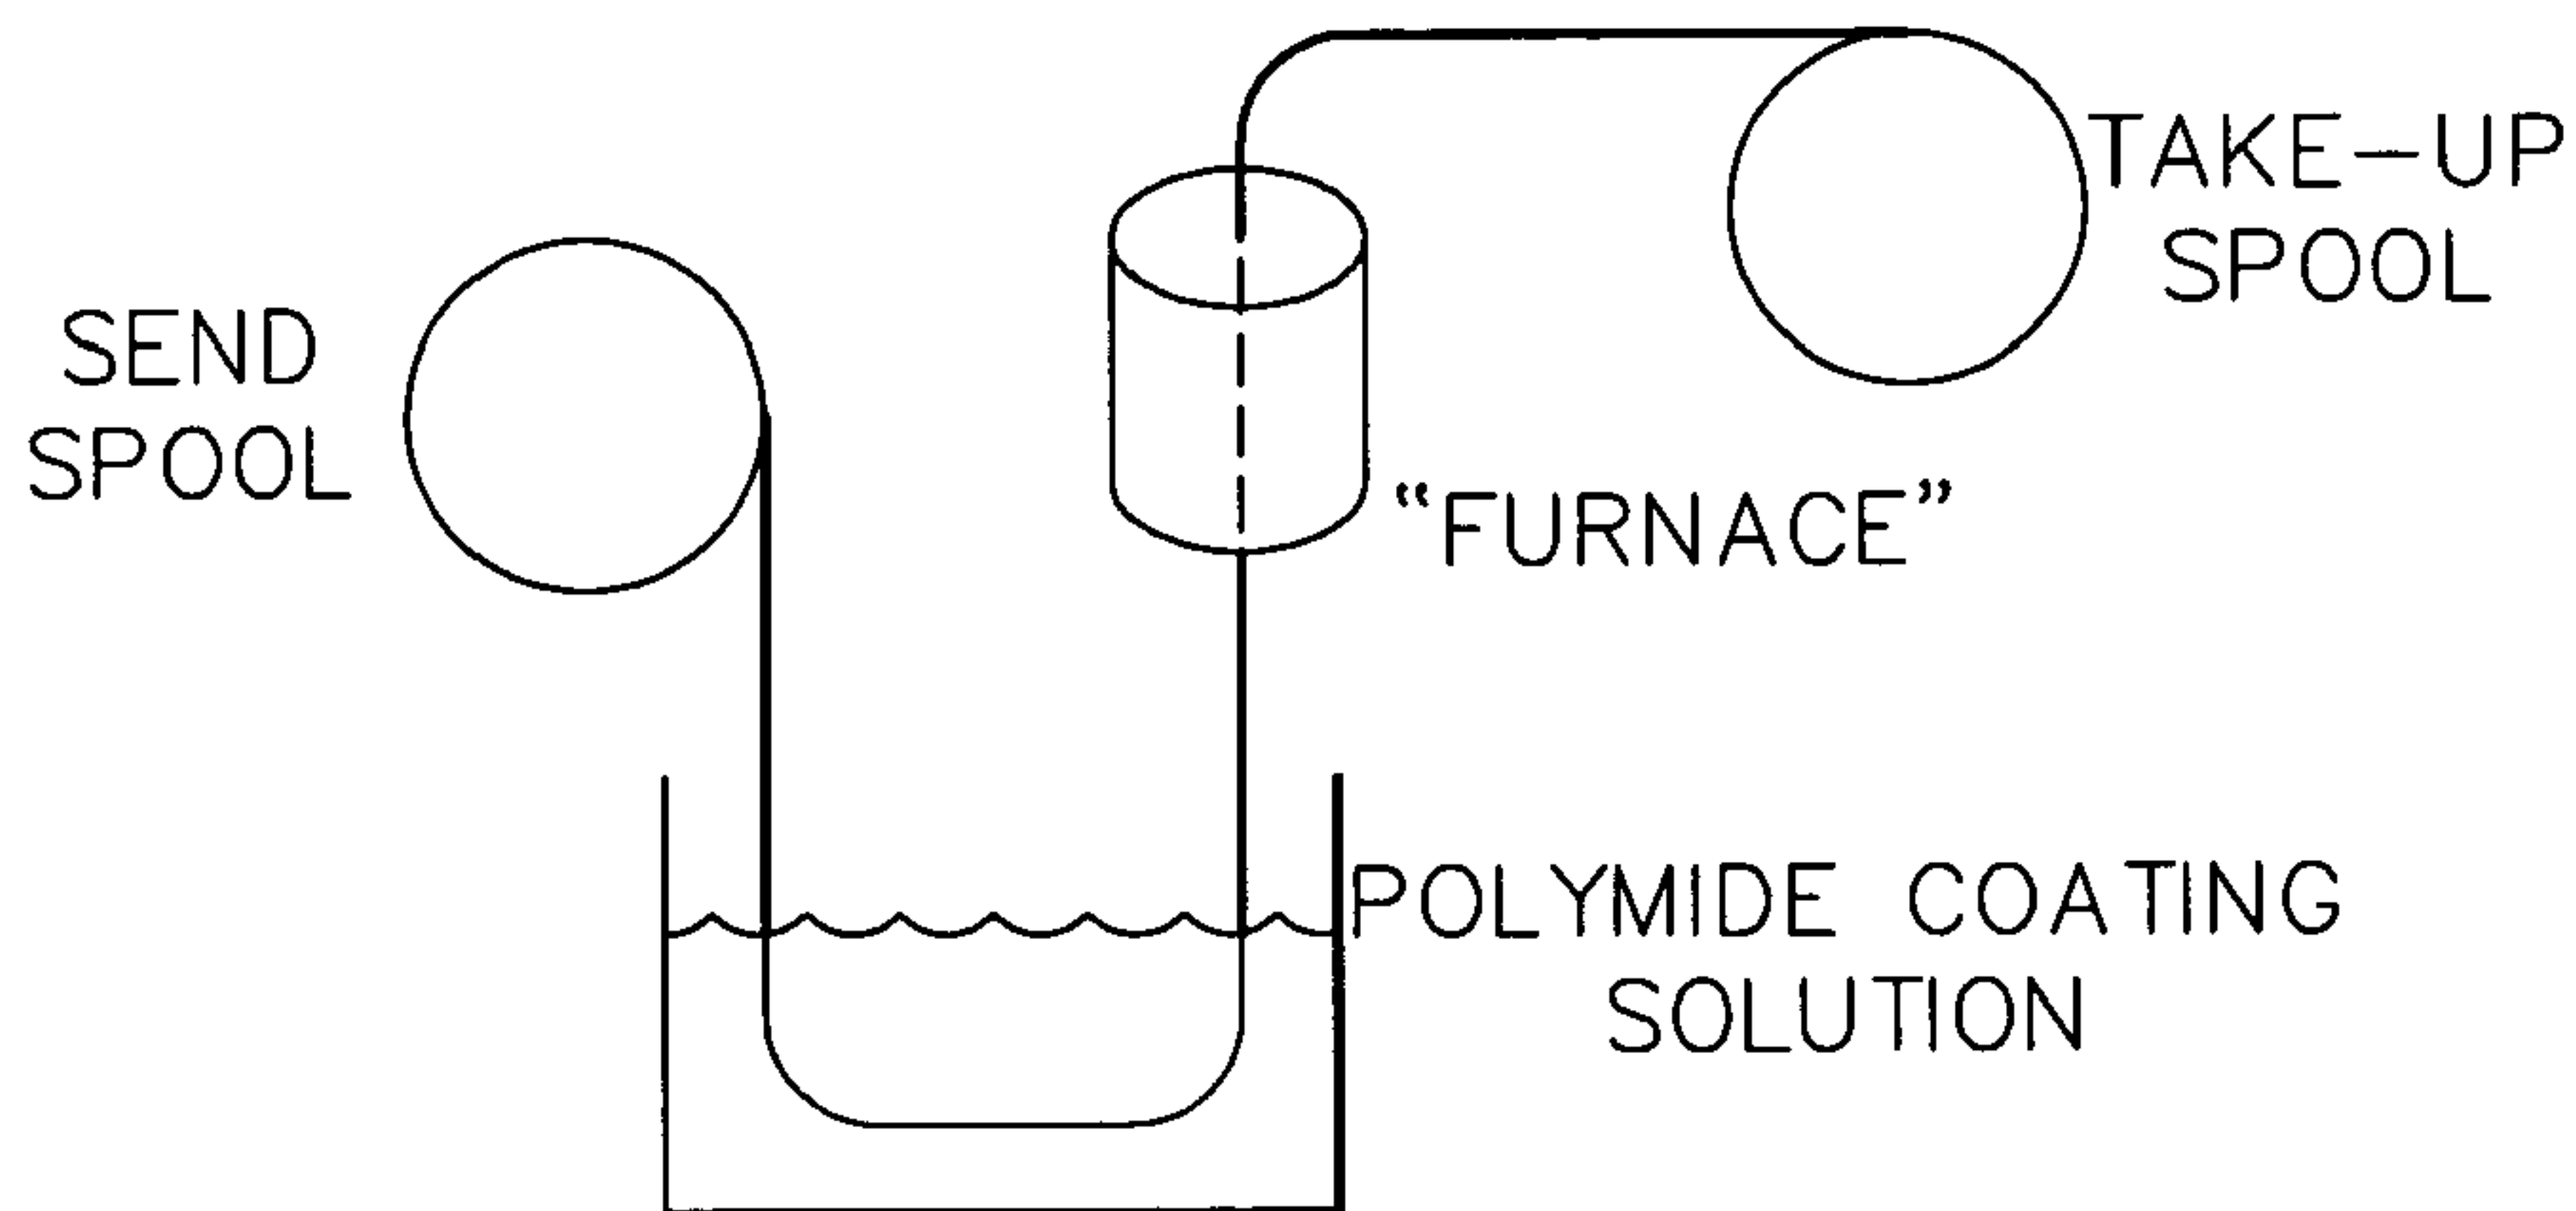 TAKE-UP
SPOOL
SEND
SPOOL
“FURNACE”
POLYMIDE COATING
SOLUTION